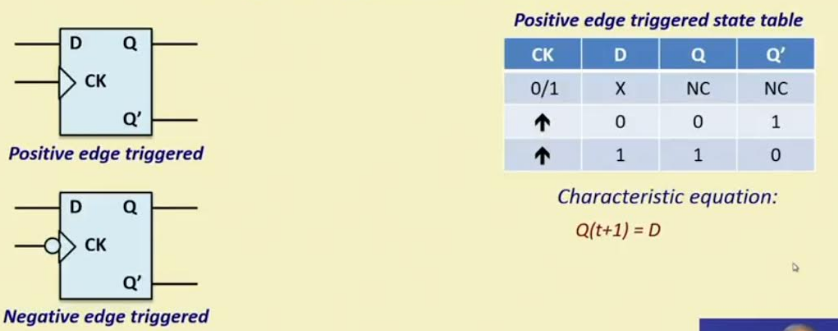 D Q
CK
Q'
Positive edge triggered
D Q
CK
Q'
Negative edge triggered
Positive edge triggered state table
CK D Q Q'
0/1 X NC NC
↑ 0 0 1
↑ 1 1 0
Characteristic equation:
Q(t+1) = D